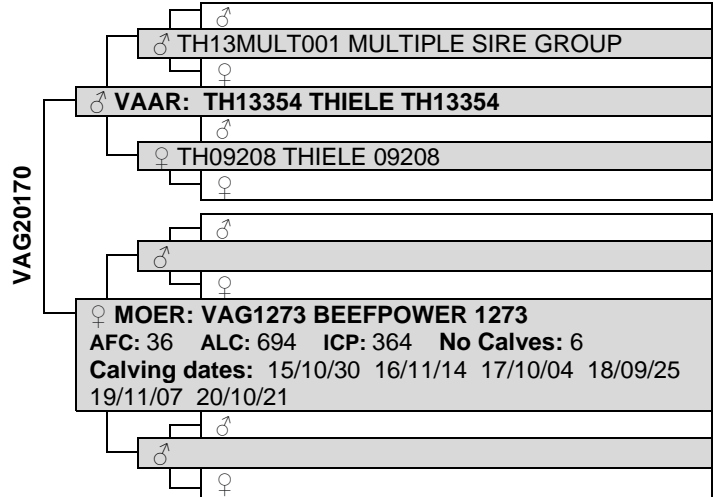 ♂
♂ TH13MULT001 MULTIPLE SIRE GROUP
♀
♂ VAAR: TH13354 THIELE TH13354
♂
♀ TH09208 THIELE 09208
♀
VAG20170
♂
♂
♀
♀ MOER: VAG1273 BEEFPOWER 1273
AFC: 36 ALC: 694 ICP: 364 No Calves: 6
Calving dates: 15/10/30 16/11/14 17/10/04 18/09/25
19/11/07 20/10/21
♂
♂
♀